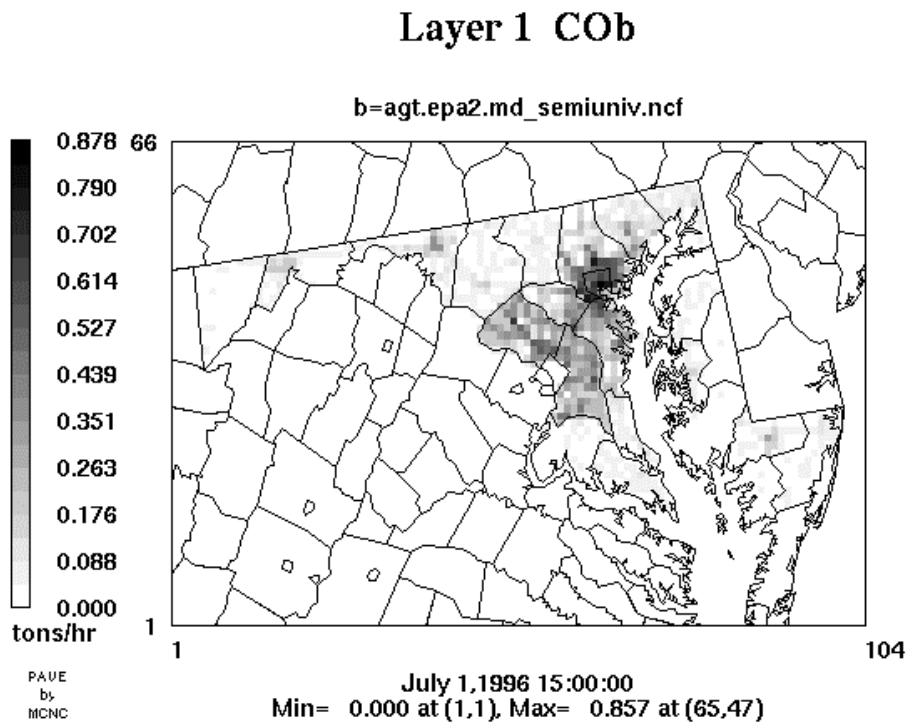 Layer 1 COb
b=agt.epa2.md_semiuniv.ncf
0.878
0.790
0.702
0.614
0.527
0.439
0.351
0.263
0.176
0.088
0.000
tons/hr
66
1
1
104
PAVE
by
MCNC
July 1,1996 15:00:00
Min= 0.000 at (1,1), Max= 0.857 at (65,47)